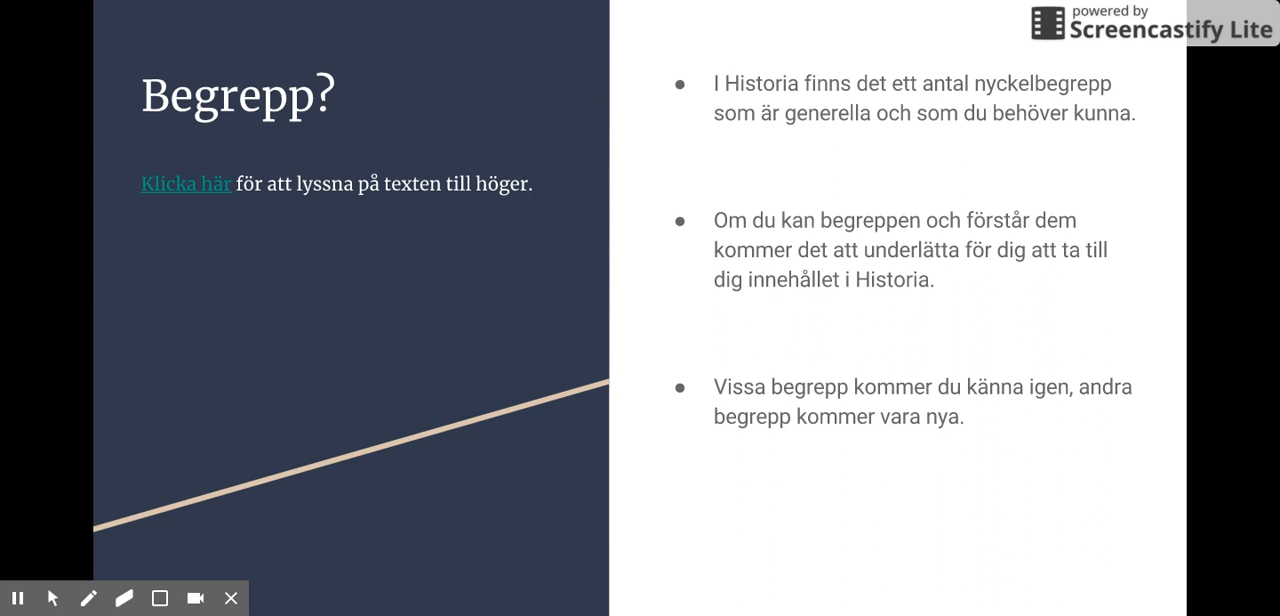 Begrepp?
Klicka här för att lyssna på texten till höger.
powered by
Screencastify Lite
● I Historia finns det ett antal nyckelbegrepp
som är generella och som du behöver kunna.
● Om du kan begreppen och förstår dem
kommer det att underlätta för dig att ta till
dig innehållet i Historia.
● Vissa begrepp kommer du känna igen, andra
begrepp kommer vara nya.